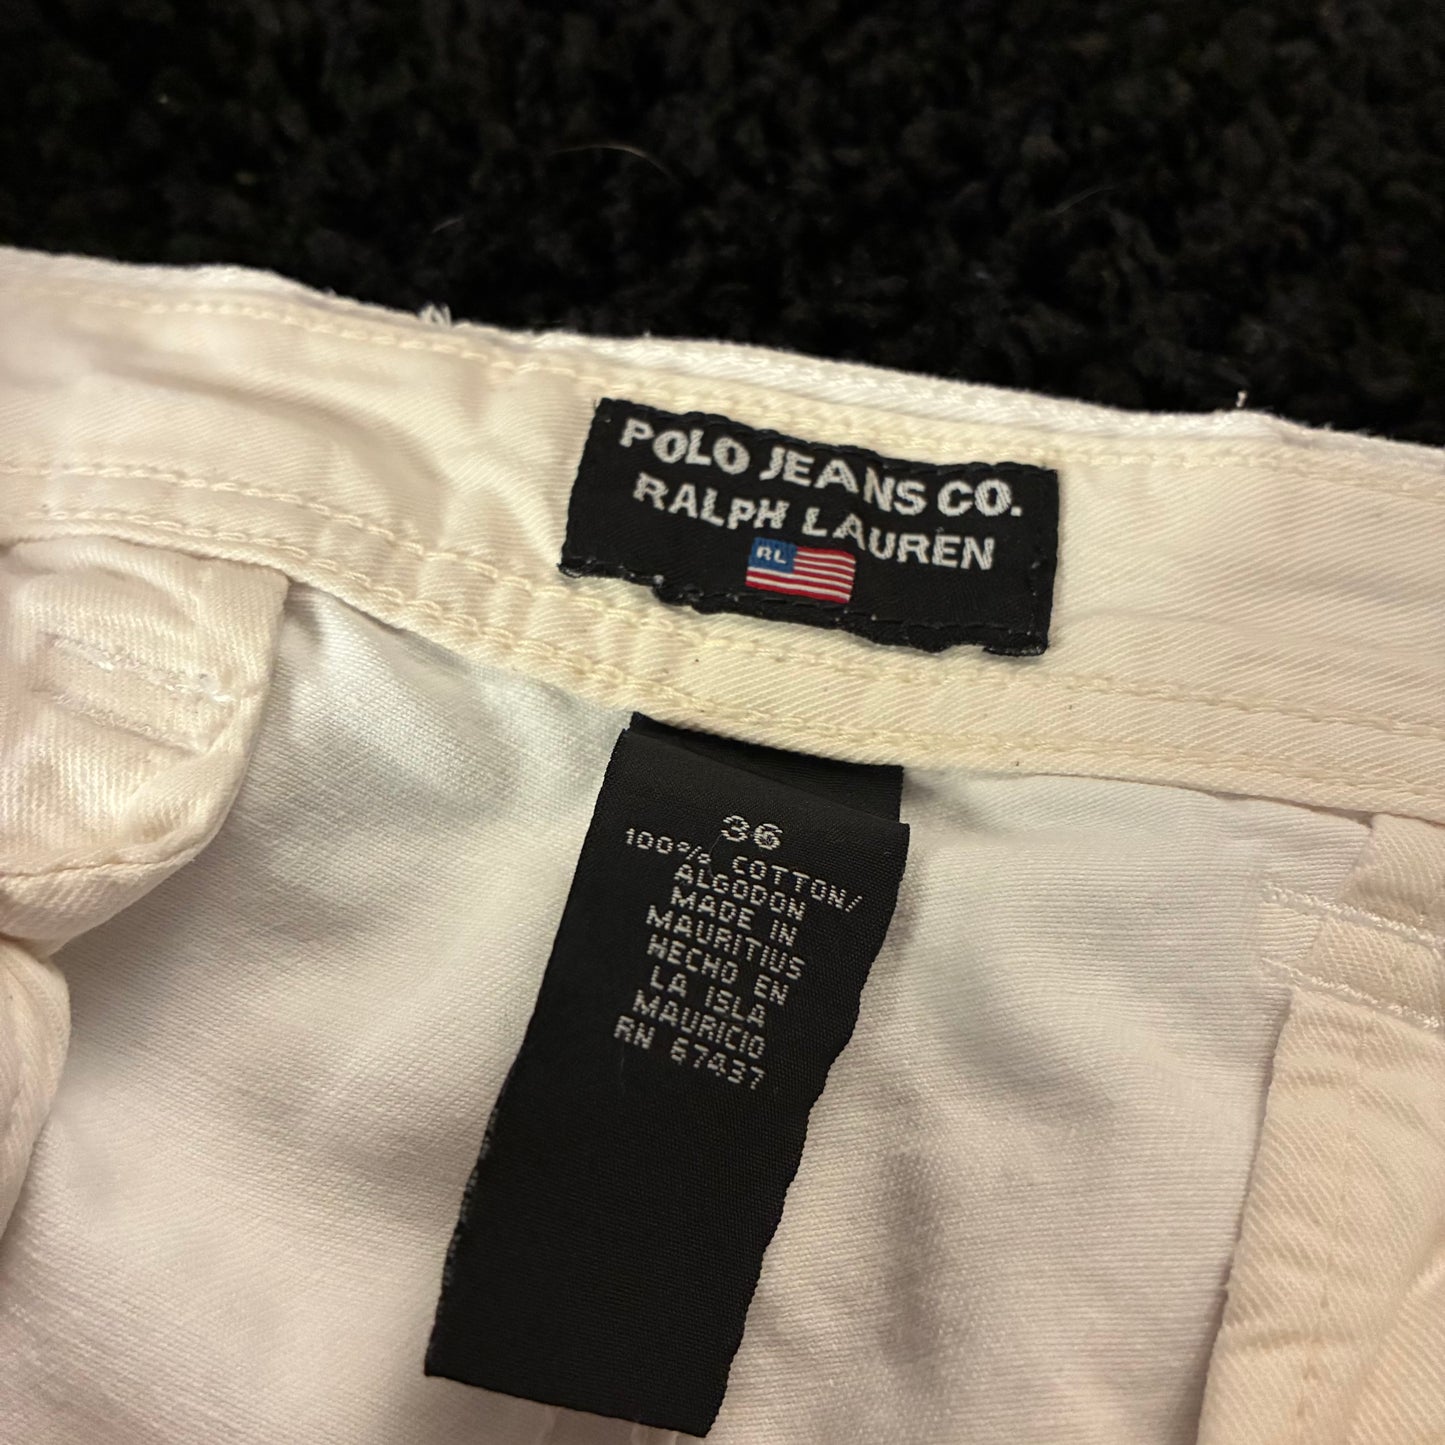 POLO JEANS CO.
RALPH LAUREN
RL
36
100% COTTON/
ALGODON
MADE IN
MAURITIUS
HECHO EN
LA ISLA
MAURICIO
RN 67437